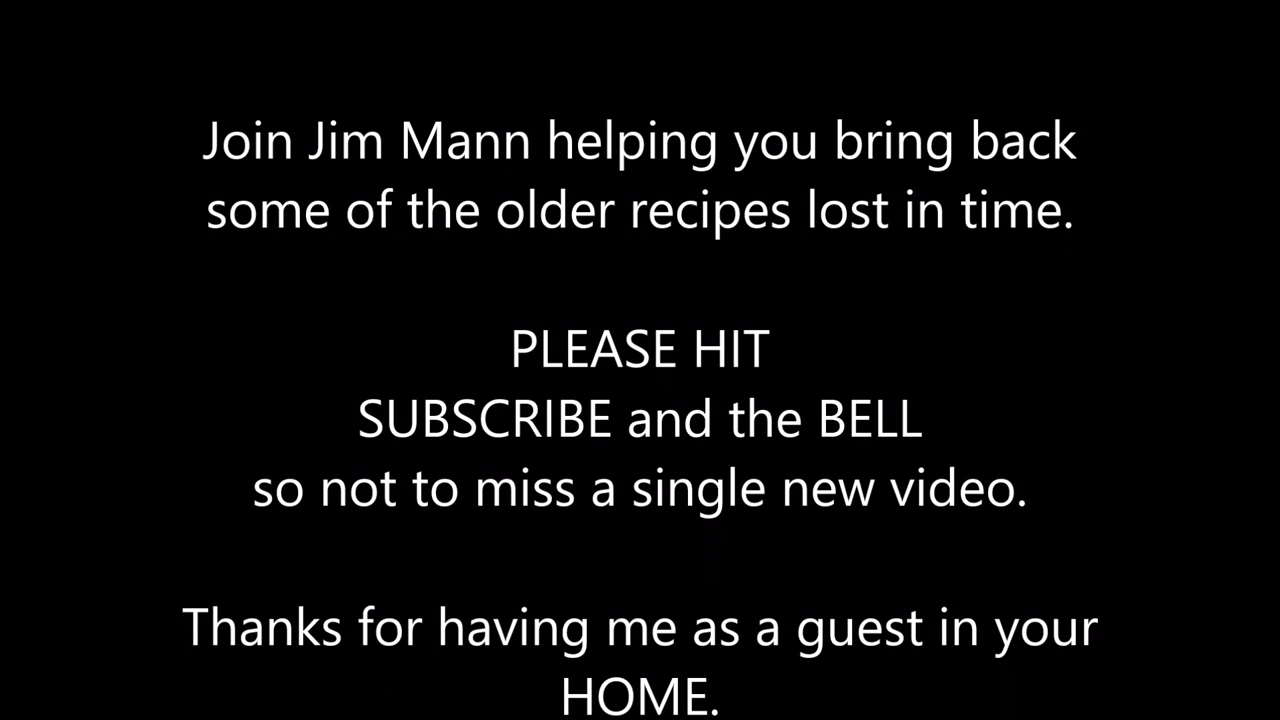 Join Jim Mann helping you bring back
some of the older recipes lost in time.
PLEASE HIT
SUBSCRIBE and the BELL
so not to miss a single new video.
Thanks for having me as a guest in your
HOME.